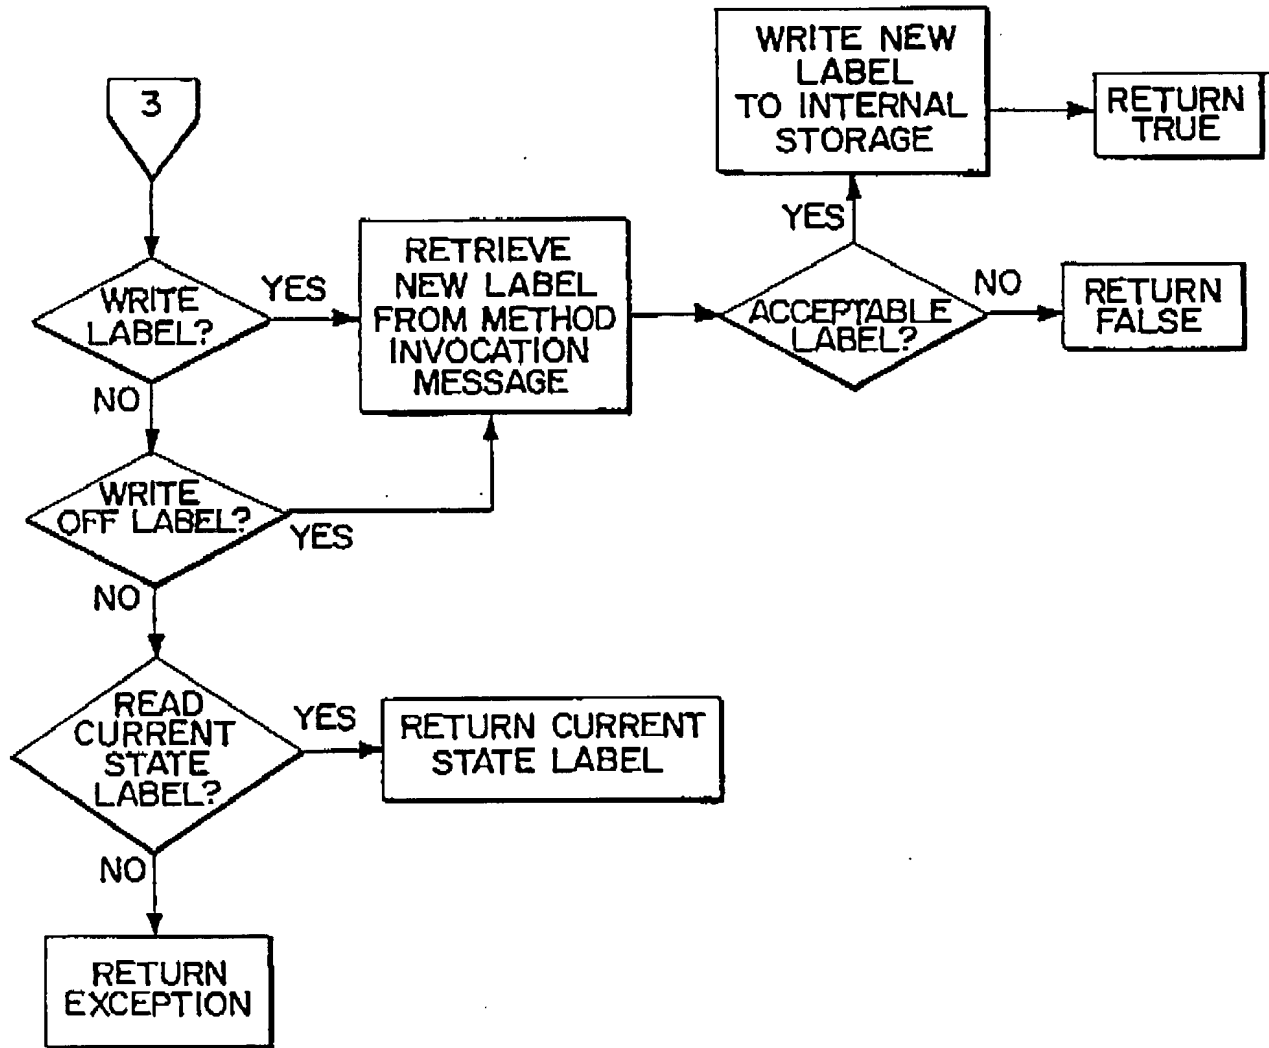 WRITE NEW
LABEL
TO INTERNAL
STORAGE
RETURN
TRUE
3
YES
WRITE
LABEL?
YES
RETRIEVE
NEW LABEL
FROM METHOD
INVOCATION
MESSAGE
ACCEPTABLE
LABEL?
NO
RETURN
FALSE
NO
WRITE
OFF LABEL?
YES
NO
READ
CURRENT
STATE
LABEL?
YES
RETURN CURRENT
STATE LABEL
NO
RETURN
EXCEPTION